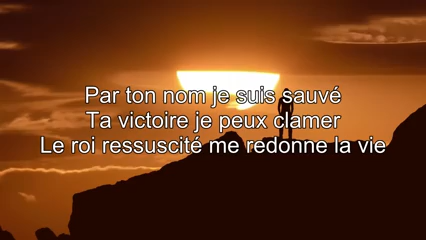 Par ton nom je suis sauvé
Ta victoire je peux clamer
Le roi ressuscité me redonne la vie